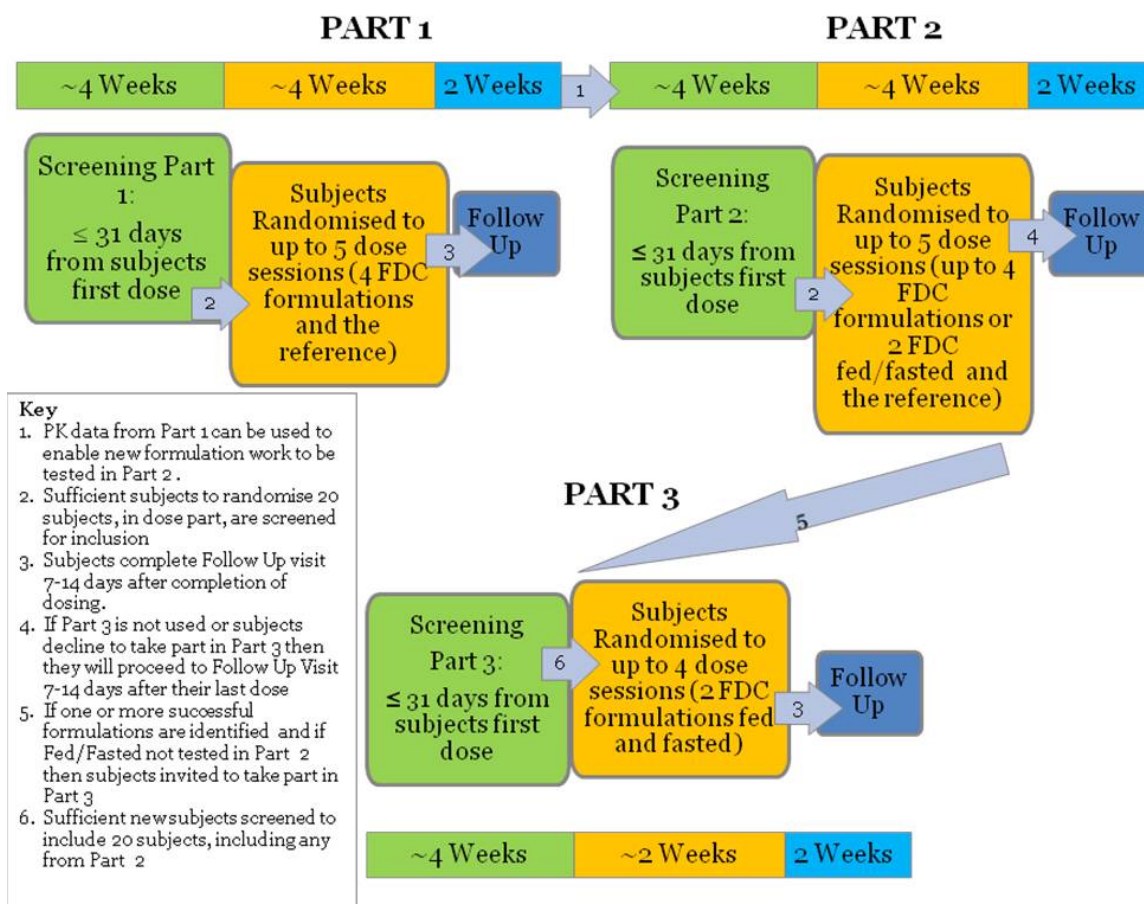 PART 1
PART 2
~4 Weeks
~4 Weeks
2 Weeks
1
~4 Weeks
~4 Weeks
2 Weeks
Screening Part
1:
≤ 31 days
from subjects
first dose
2
Subjects
Randomised to
up to 5 dose
sessions (4 FDC
formulations
and the
reference)
3
Follow
Up
Screening
Part 2:
≤ 31 days from
subjects first
dose
2
Subjects
Randomised to
up to 5 dose
sessions (up to 4
FDC
formulations or
2 FDC
fed/fasted and
the reference)
4
Follow
Up
Key
1. PK data from Part 1 can be used to
enable new formulation work to be
tested in Part 2 .
2. Sufficient subjects to randomise 20
subjects, in dose part, are screened
for inclusion
3. Subjects complete Follow Up visit
7-14 days after completion of
dosing.
4. If Part 3 is not used or subjects
decline to take part in Part 3 then
they will proceed to Follow Up Visit
7-14 days after their last dose
5. If one or more successful
formulations are identified and if
Fed/Fasted not tested in Part 2
then subjects invited to take part in
Part 3
6. Sufficient new subjects screened to
include 20 subjects, including any
from Part 2
PART 3
5
Screening
Part 3:
≤ 31 days from
subjects first
dose
6
Subjects
Randomised to
up to 4 dose
sessions (2 FDC
formulations fed
and fasted)
3
Follow
Up
~4 Weeks
~2 Weeks
2 Weeks